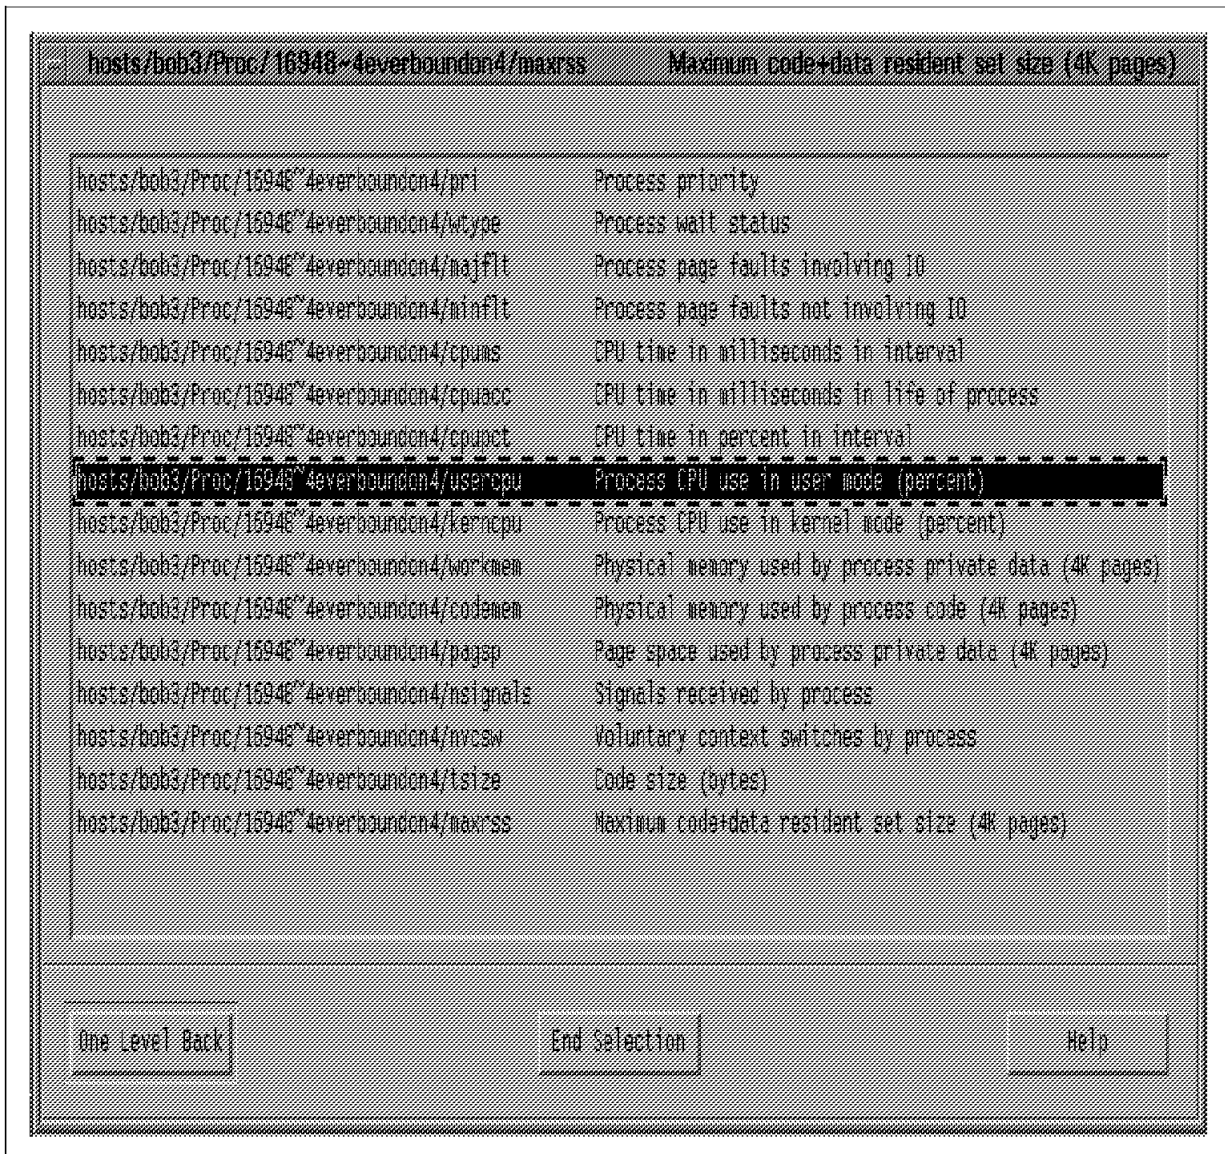 hosts/bob3/Proc/16948~4everboundon4/maxrss Maximum code+data resident set size (4K pages)
hosts/bob3/Proc/16948~4everboundon4/pri Process priority
hosts/bob3/Proc/16948~4everboundon4/wtype Process wait status
hosts/bob3/Proc/16948~4everboundon4/majflt Process page faults involving IO
hosts/bob3/Proc/16948~4everboundon4/minflt Process page faults not involving IO
hosts/bob3/Proc/16948~4everboundon4/cpums CPU time in milliseconds in interval
hosts/bob3/Proc/16948~4everboundon4/cpuacc CPU time in milliseconds in life of process
hosts/bob3/Proc/16948~4everboundon4/cpupct CPU time in percent in interval
hosts/bob3/Proc/16948~4everboundon4/usercpu Process CPU use in user mode (percent)
hosts/bob3/Proc/16948~4everboundon4/kerncpu Process CPU use in kernel mode (percent)
hosts/bob3/Proc/16948~4everboundon4/workmem Physical memory used by process private data (4K pages)
hosts/bob3/Proc/16948~4everboundon4/codemem Physical memory used by process code (4K pages)
hosts/bob3/Proc/16948~4everboundon4/pagsp Page space used by process private data (4K pages)
hosts/bob3/Proc/16948~4everboundon4/nsignals Signals received by process
hosts/bob3/Proc/16948~4everboundon4/nvcsw Voluntary context switches by process
hosts/bob3/Proc/16948~4everboundon4/tsize Code size (bytes)
hosts/bob3/Proc/16948~4everboundon4/maxrss Maximum code+data resident set size (4K pages)
One Level Back End Selection Help